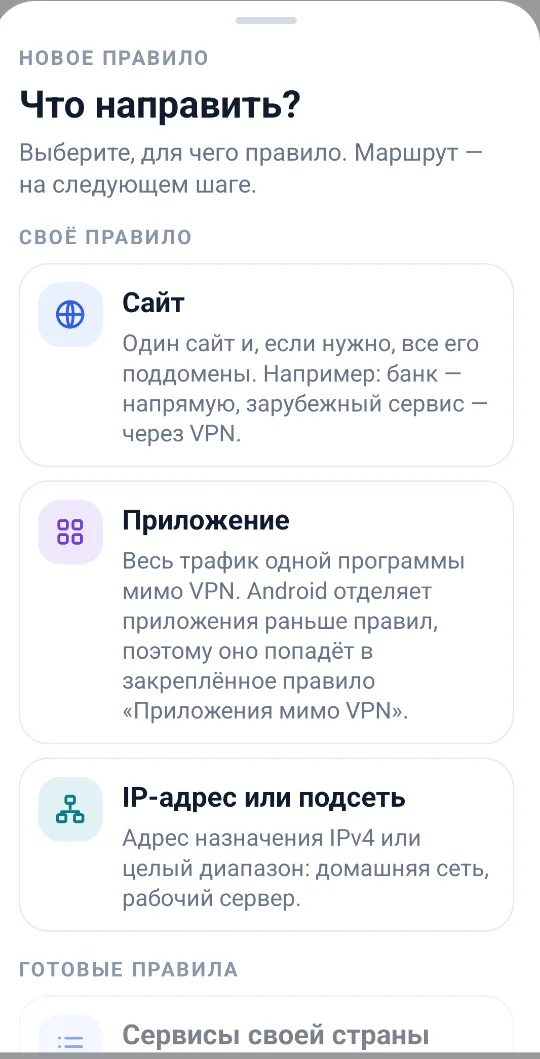 НОВОЕ ПРАВИЛО
Что направить?
Выберите, для чего правило. Маршрут —
на следующем шаге.
СВОЁ ПРАВИЛО
Сайт
Один сайт и, если нужно, все его
поддомены. Например: банк —
напрямую, зарубежный сервис —
через VPN.
Приложение
Весь трафик одной программы
мимо VPN. Android отделяет
приложения раньше правил,
поэтому оно попадёт в
закреплённое правило
«Приложения мимо VPN».
IP-адрес или подсеть
Адрес назначения IPv4 или
целый диапазон: домашняя сеть,
рабочий сервер.
ГОТОВЫЕ ПРАВИЛА
Сервисы своей страны